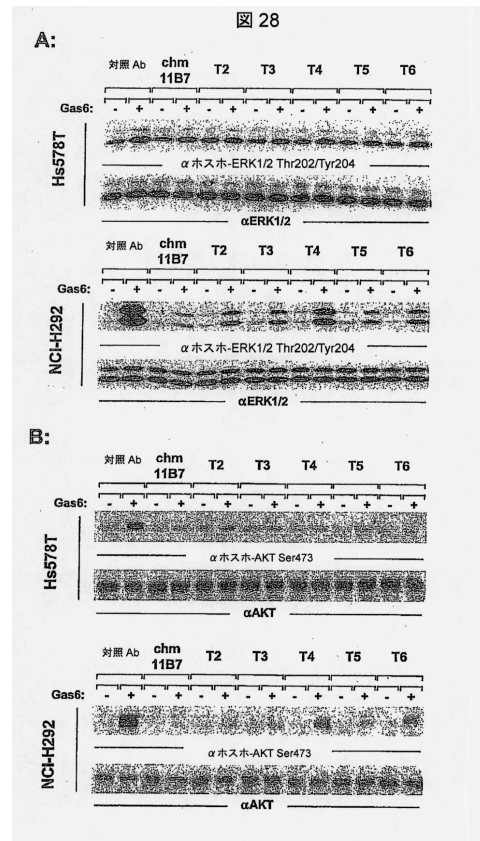 図 28
A:
対照 Ab chm 11B7 T2 T3 T4 T5 T6
Gas6: - + - + - + - + - + - + - +
Hs578T
α ホスホ-ERK1/2 Thr202/Tyr204
αERK1/2
対照 Ab chm 11B7 T2 T3 T4 T5 T6
Gas6: - + - + - + - + - + - + - +
NCI-H292
α ホスホ-ERK1/2 Thr202/Tyr204
αERK1/2
B:
対照 Ab chm 11B7 T2 T3 T4 T5 T6
Gas6: - + - + - + - + - + - + - +
Hs578T
α ホスホ-AKT Ser473
αAKT
対照 Ab chm 11B7 T2 T3 T4 T5 T6
Gas6: - + - + - + - + - + - + - +
NCI-H292
α ホスホ-AKT Ser473
αAKT